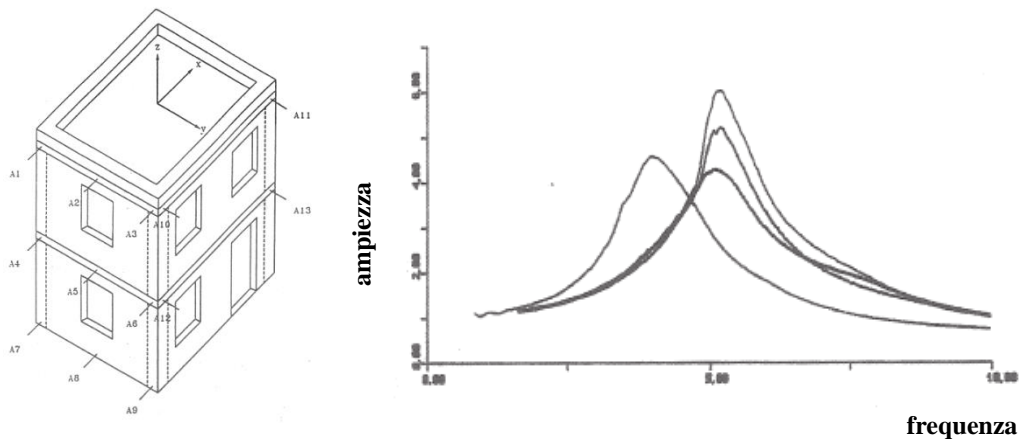 z
x
y
A11
A1
A2
A3
A10
A13
A4
A5
A6
A12
A7
A8
A9
ampiezza
2,00
4,00
0,00
0,00
5,00
10,00
frequenza